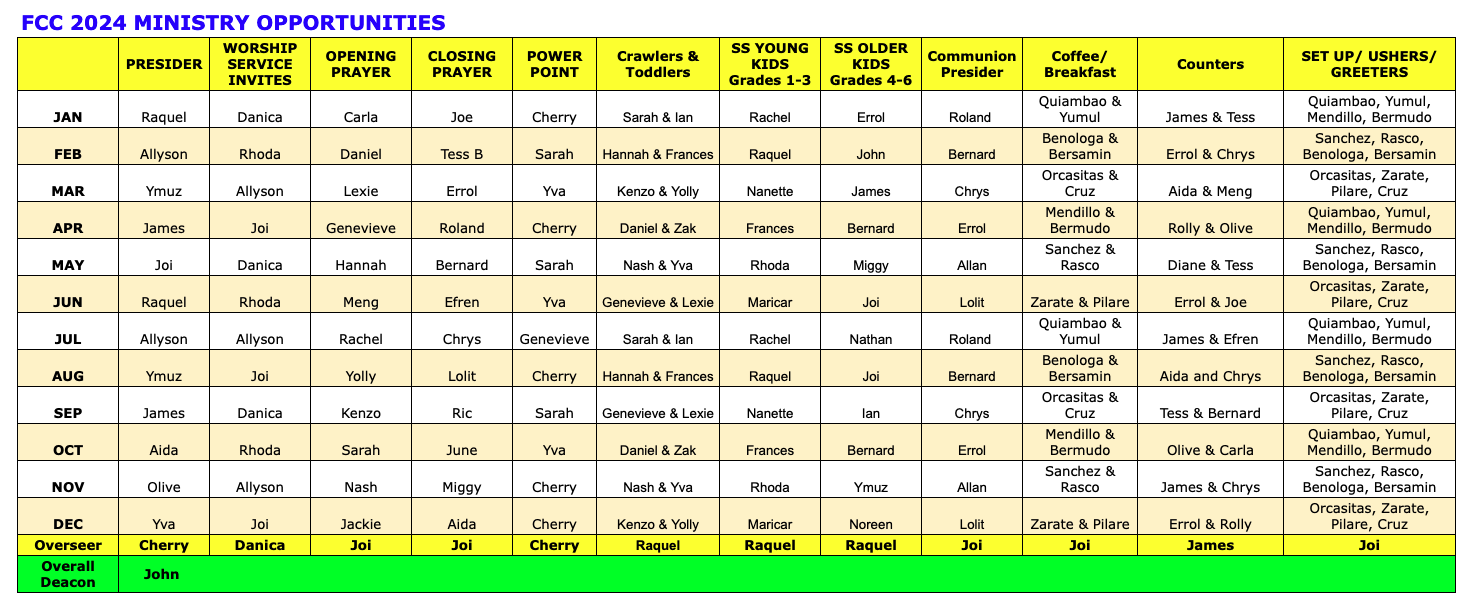 FCC 2024 MINISTRY OPPORTUNITIES
PRESIDER WORSHIP SERVICE INVITES OPENING PRAYER CLOSING PRAYER POWER POINT Crawlers & Toddlers SS YOUNG KIDS Grades 1-3 SS OLDER KIDS Grades 4-6 Communion Presider Coffee/ Breakfast Counters SET UP/ USHERS/ GREETERS
JAN Raquel Danica Carla Joe Cherry Sarah & Ian Rachel Errol Roland Quiambao & Yumul James & Tess Quiambao, Yumul, Mendillo, Bermudo
FEB Allyson Rhoda Daniel Tess B Sarah Hannah & Frances Raquel John Bernard Benologa & Bersamin Errol & Chrys Sanchez, Rasco, Benologa, Bersamin
MAR Ymuz Allyson Lexie Errol Yva Kenzo & Yolly Nanette James Chrys Orcasitas & Cruz Aida & Meng Orcasitas, Zarate, Pilare, Cruz
APR James Joi Genevieve Roland Cherry Daniel & Zak Frances Bernard Errol Mendillo & Bermudo Rolly & Olive Quiambao, Yumul, Mendillo, Bermudo
MAY Joi Danica Hannah Bernard Sarah Nash & Yva Rhoda Miggy Allan Sanchez & Rasco Diane & Tess Sanchez, Rasco, Benologa, Bersamin
JUN Raquel Rhoda Meng Efren Yva Genevieve & Lexie Maricar Joi Lolit Zarate & Pilare Errol & Joe Orcasitas, Zarate, Pilare, Cruz
JUL Allyson Allyson Rachel Chrys Genevieve Sarah & Ian Rachel Nathan Roland Quiambao & Yumul James & Efren Quiambao, Yumul, Mendillo, Bermudo
AUG Ymuz Joi Yolly Lolit Cherry Hannah & Frances Raquel Joi Bernard Benologa & Bersamin Aida and Chrys Sanchez, Rasco, Benologa, Bersamin
SEP James Danica Kenzo Ric Sarah Genevieve & Lexie Nanette Ian Chrys Orcasitas & Cruz Tess & Bernard Orcasitas, Zarate, Pilare, Cruz
OCT Aida Rhoda Sarah June Yva Daniel & Zak Frances Bernard Errol Mendillo & Bermudo Olive & Carla Quiambao, Yumul, Mendillo, Bermudo
NOV Olive Allyson Nash Miggy Cherry Nash & Yva Rhoda Ymuz Allan Sanchez & Rasco James & Chrys Sanchez, Rasco, Benologa, Bersamin
DEC Yva Joi Jackie Aida Cherry Kenzo & Yolly Maricar Noreen Lolit Zarate & Pilare Errol & Rolly Orcasitas, Zarate, Pilare, Cruz
Overseer Cherry Danica Joi Joi Cherry Raquel Raquel Raquel Joi Joi James Joi
Overall Deacon John